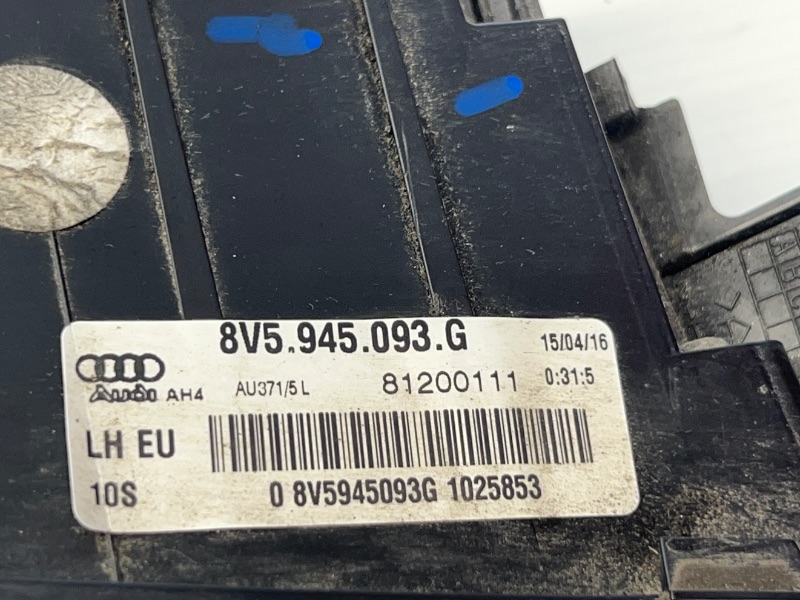 8V5.945.093.G 15/04/16
Audi AH4 AU371/5 L 81200111 0:31:5
LH EU
10S 0 8V5945093G 1025853